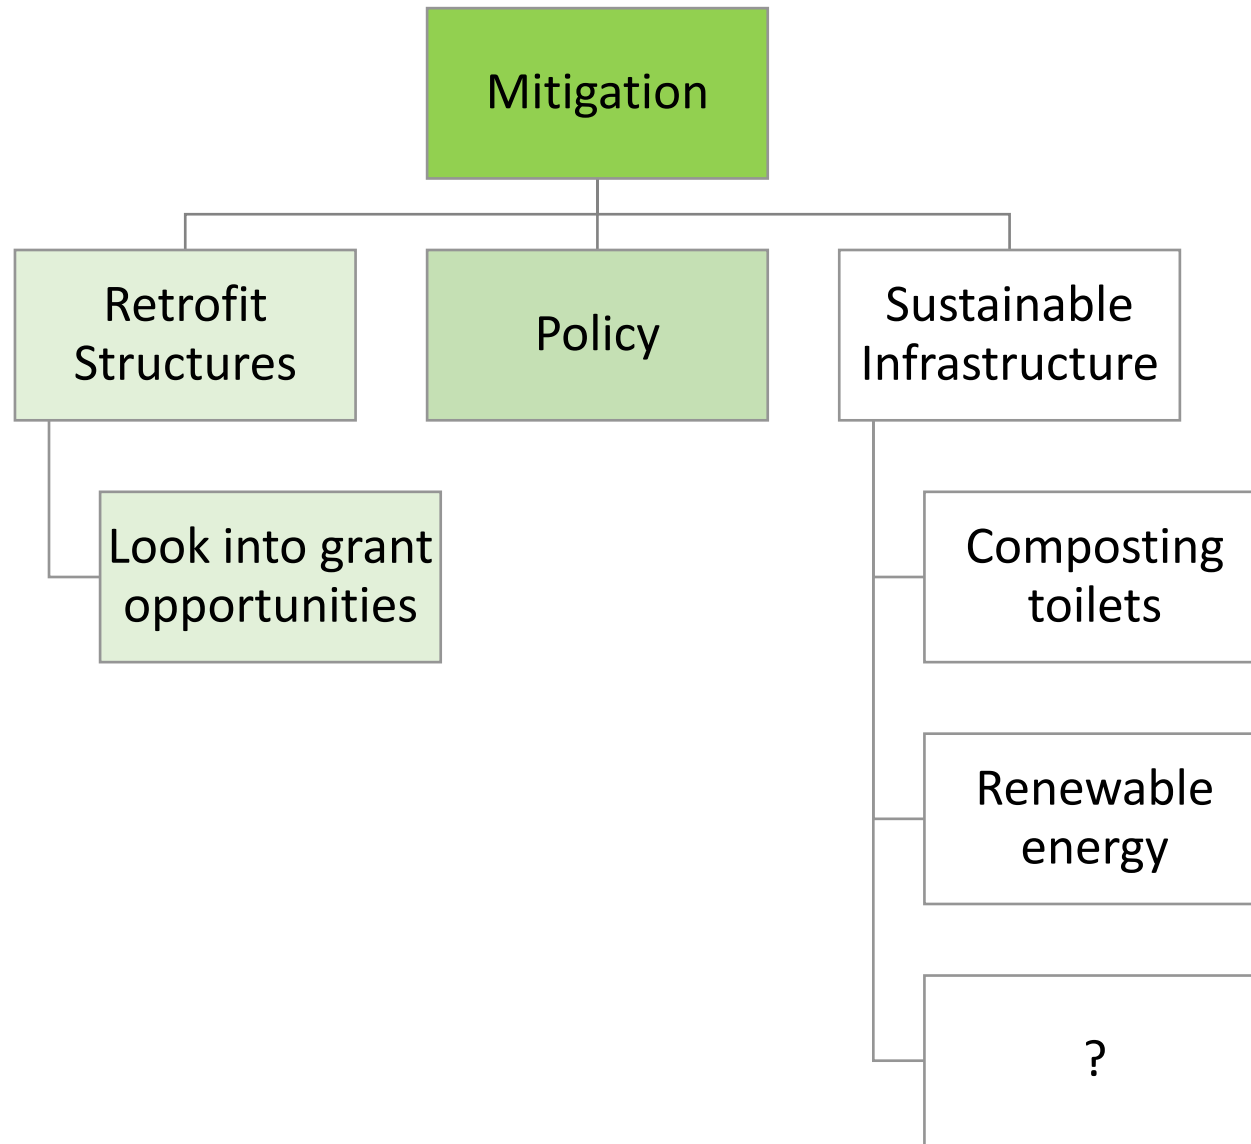 Mitigation
Retrofit
Structures
Policy
Sustainable
Infrastructure
Look into grant
opportunities
Composting
toilets
Renewable
energy
?